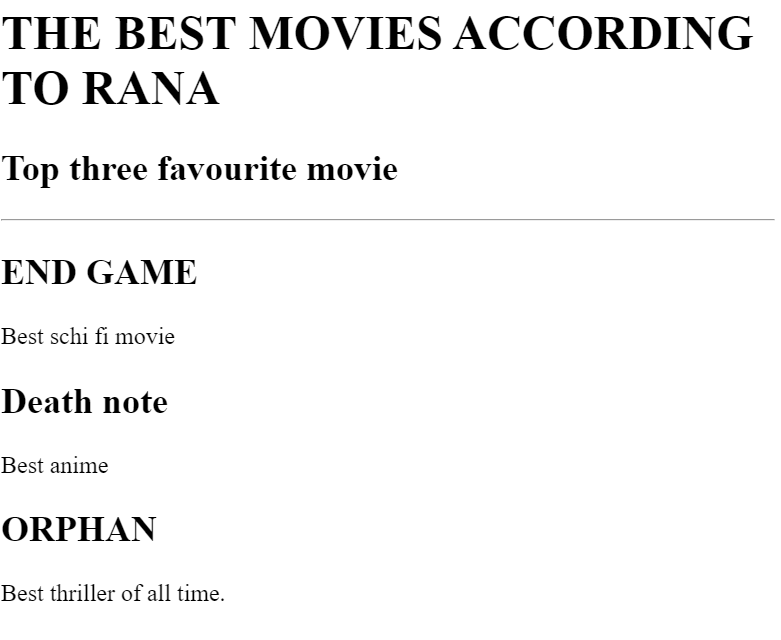 THE BEST MOVIES ACCORDING
TO RANA
Top three favourite movie
END GAME
Best schi fi movie
Death note
Best anime
ORPHAN
Best thriller of all time.